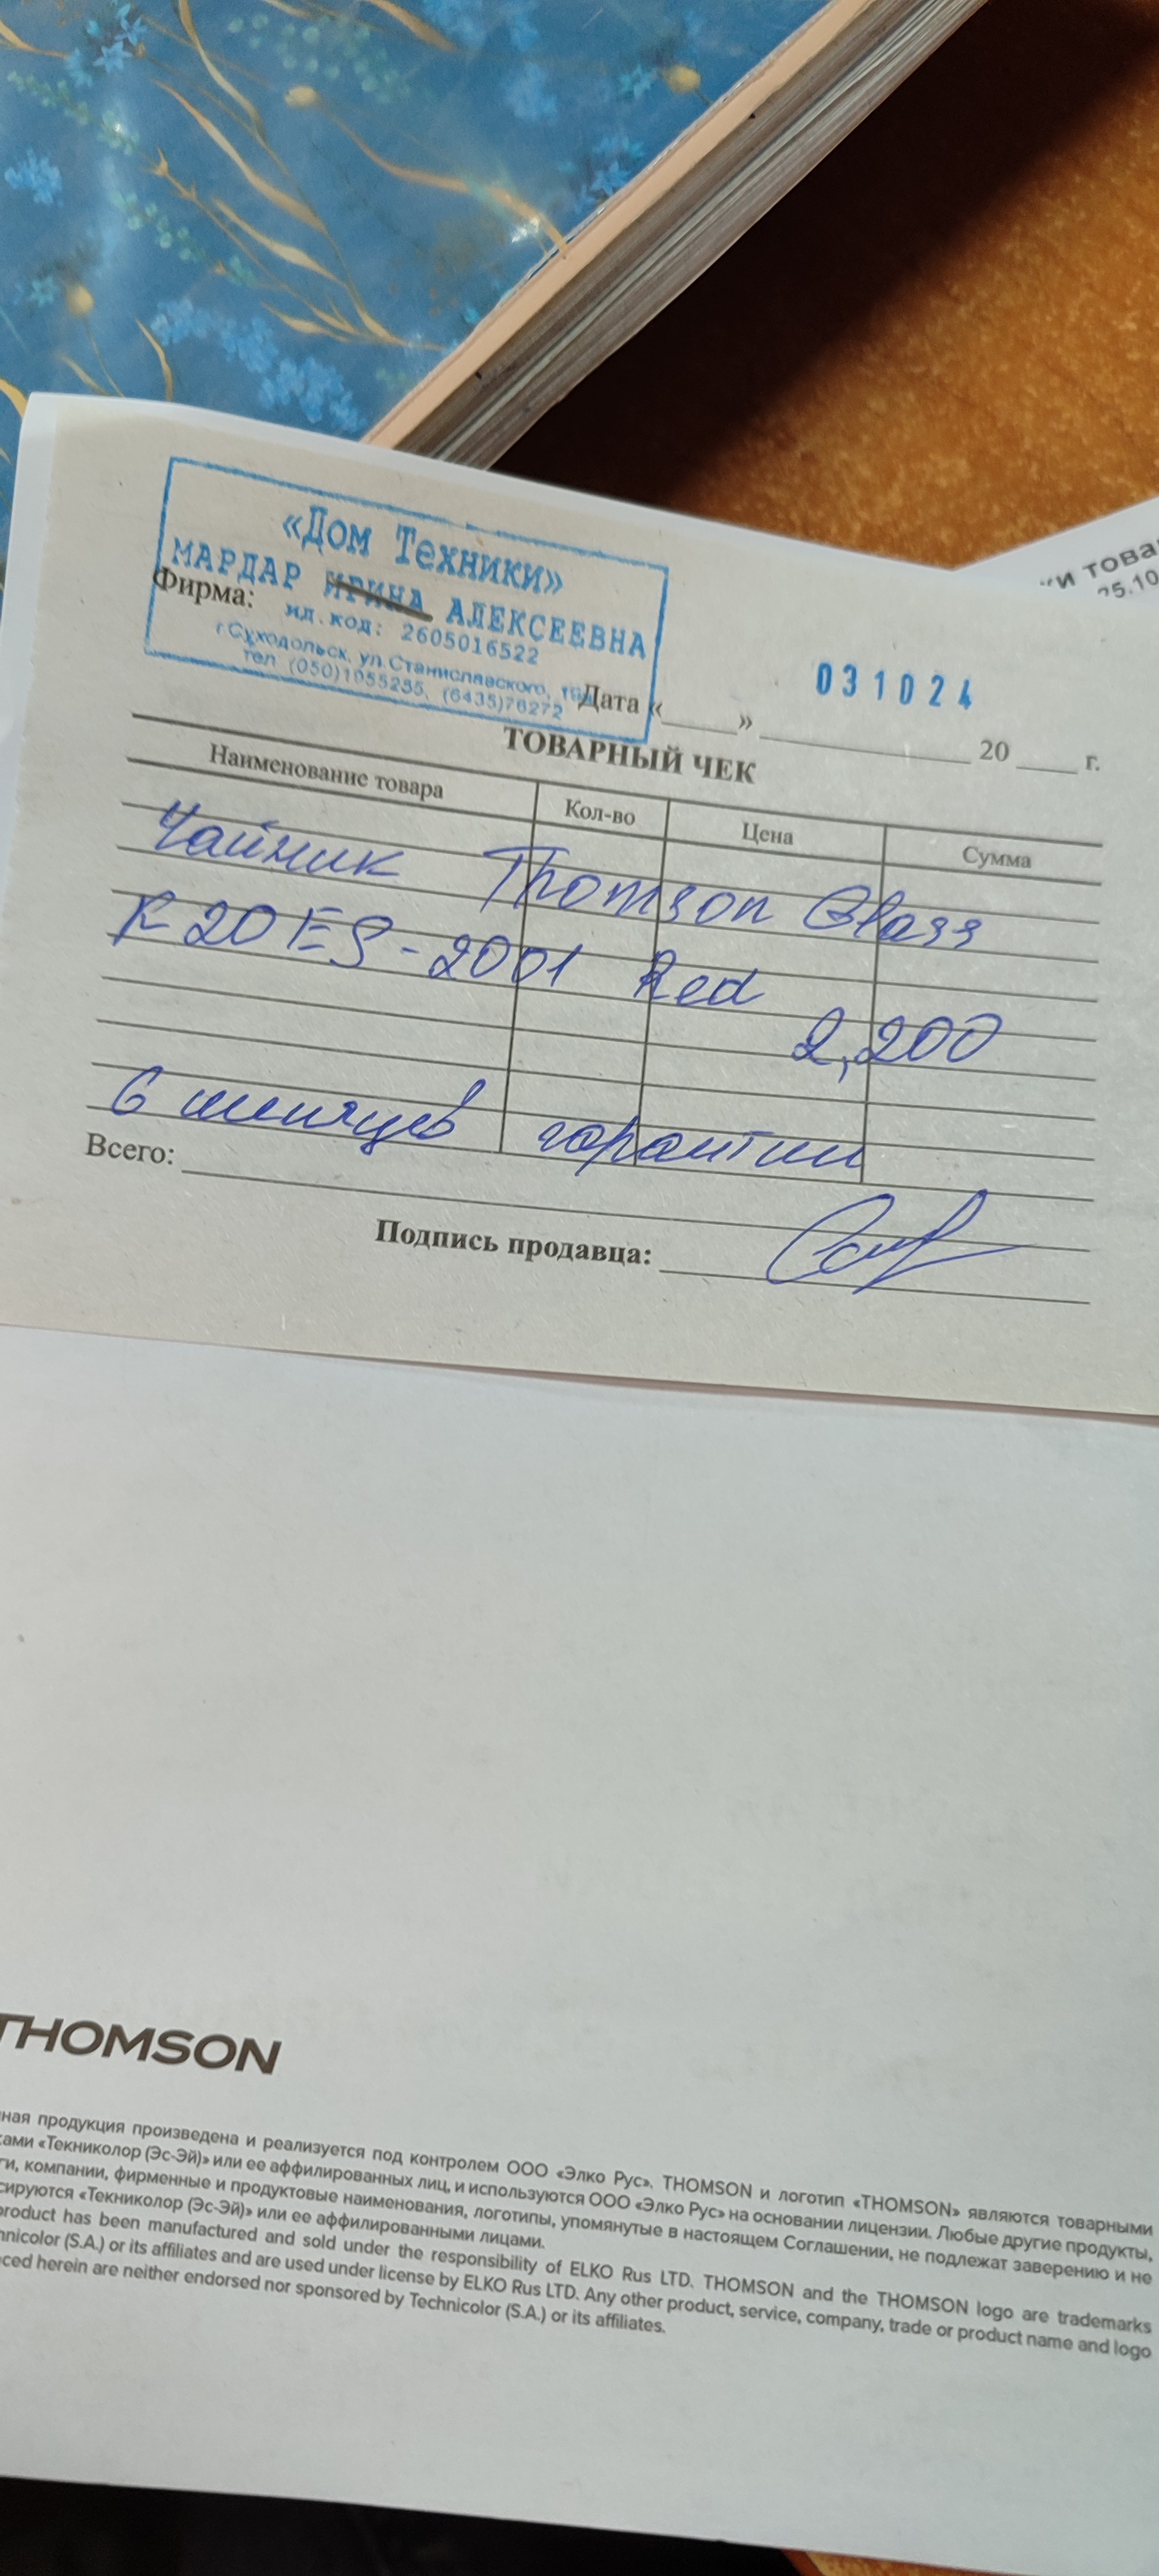 «Дом Техники»
МАРДАР ИРИНА АЛЕКСЕЕВНА
Фирма:
ид.код: 2605016522
г.Суходольск, ул.Станиславского,
тел. (050)1055255, (6435)76272
ки това
25.10
031024
Дата « » 20 г.
ТОВАРНЫЙ ЧЕК
Наименование товара Кол-во Цена Сумма
Чайник Thomson Glass
K20ES-2001 Red
2,200
6 месяцев гарантии
Всего:
Подпись продавца:
THOMSON
ная продукция произведена и реализуется под контролем ООО «Элко Рус». THOMSON и логотип «THOMSON» являются товарными
ками «Текниколор (Эс-Эй)» или ее аффилированных лиц, и используются ООО «Элко Рус» на основании лицензии. Любые другие продукты,
ги, компании, фирменные и продуктовые наименования, логотипы, упомянутые в настоящем Соглашении, не подлежат заверению и не
сируются «Текниколор (Эс-Эй)» или ее аффилированными лицами.
product has been manufactured and sold under the responsibility of ELKO Rus LTD. THOMSON and the THOMSON logo are trademarks
hnicolor (S.A.) or its affiliates and are used under license by ELKO Rus LTD. Any other product, service, company, trade or product name and logo
ced herein are neither endorsed nor sponsored by Technicolor (S.A.) or its affiliates.